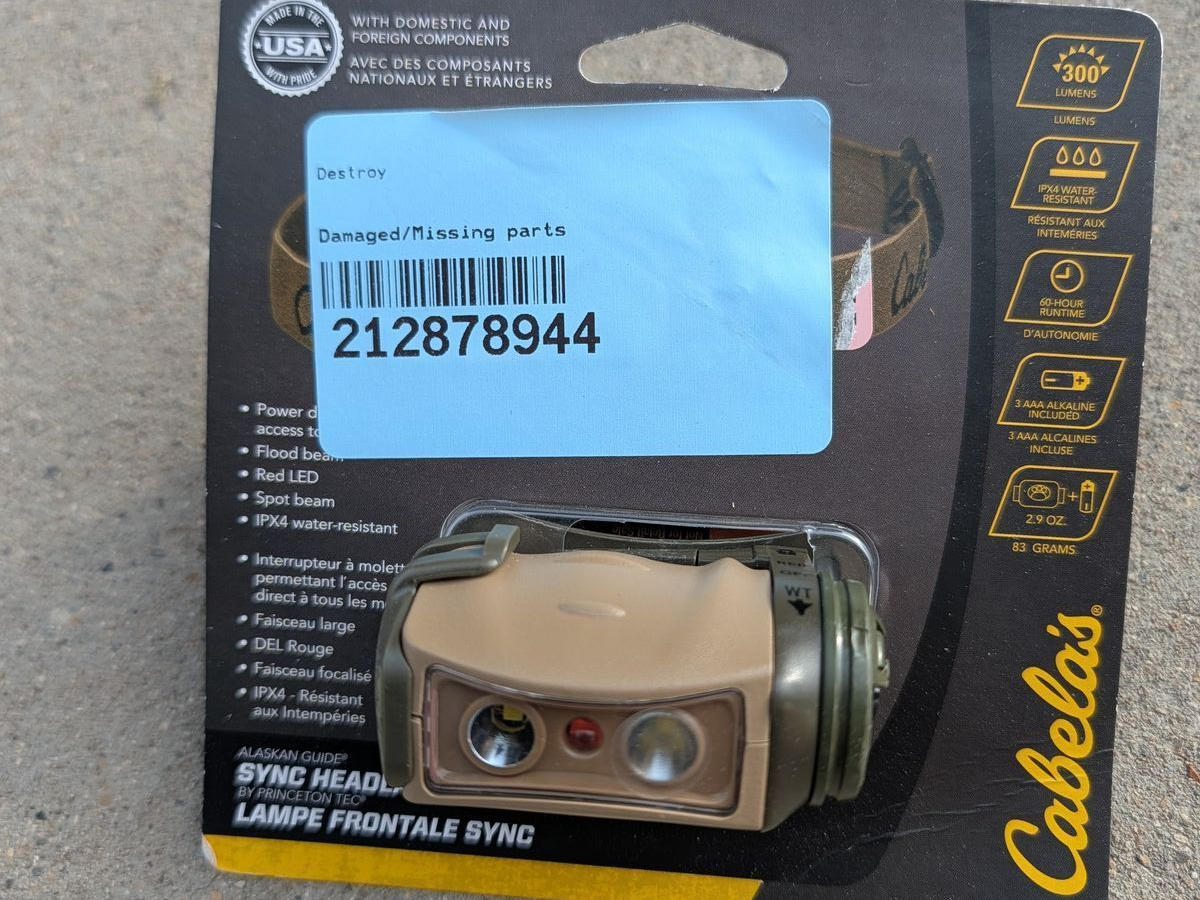 MADE IN THE
USA
WITH PRIDE
WITH DOMESTIC AND
FOREIGN COMPONENTS
AVEC DES COMPOSANTS
NATIONAUX ET ÉTRANGERS
Destroy
Damaged/Missing parts
212878944
300
LUMENS
LUMENS
IPX4 WATER-
RESISTANT
RÉSISTANT AUX
INTEMÉRIES
60-HOUR
RUNTIME
D'AUTONOMIE
3 AAA ALKALINE
INCLUDED
3 AAA ALCALINES
INCLUSE
2.9 OZ.
83 GRAMS
• Power d
access to
• Flood beam
• Red LED
• Spot beam
• IPX4 water-resistant
• Interrupteur à molett
permettant l'accès
direct à tous les m
• Faisceau large
• DEL Rouge
• Faisceau focalisé
• IPX4 - Résistant
aux Intempéries
WT
ALASKAN GUIDE®
SYNC HEADL
BY PRINCETON TEC®
LAMPE FRONTALE SYNC
Cabela's®